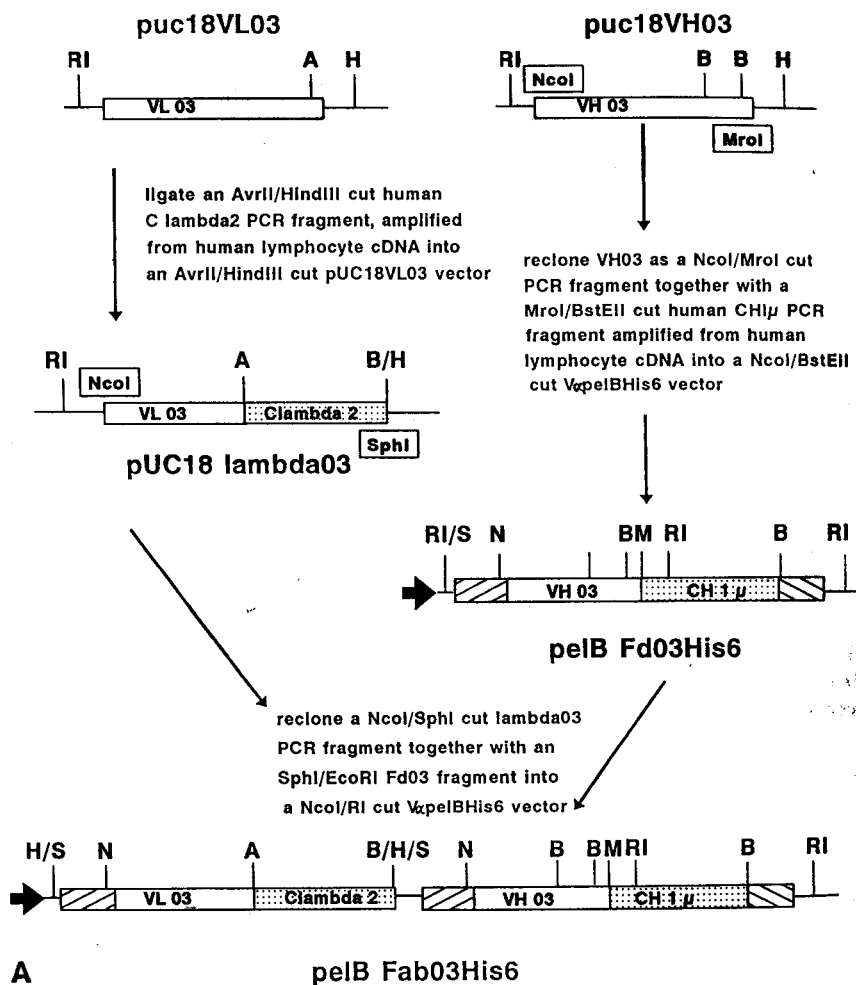 puc18VL03
RI A H
VL 03
ligate an AvrII/HindIII cut human
C lambda2 PCR fragment, amplified
from human lymphocyte cDNA into
an AvrII/HindIII cut pUC18VL03 vector
RI NcoI A B/H
VL 03 Clambda 2
SphI
pUC18 lambda03
puc18VH03
RI NcoI B B H
VH 03
MroI
reclone VH03 as a NcoI/MroI cut
PCR fragment together with a
MroI/BstEII cut human CHIμ PCR
fragment amplified from human
lymphocyte cDNA into a NcoI/BstEII
cut VαpelBHis6 vector
RI/S N B M RI B RI
VH 03 CH 1 μ
pelB Fd03His6
reclone a NcoI/SphI cut lambda03
PCR fragment together with an
SphI/EcoRI Fd03 fragment into
a NcoI/RI cut VαpelBHis6 vector
H/S N A B/H/S N B B M RI B RI
VL 03 Clambda 2 VH 03 CH 1 μ
A pelB Fab03His6